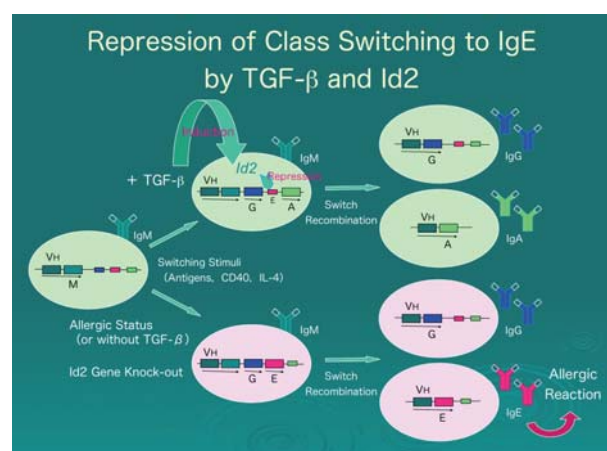 Repression of Class Switching to IgE
by TGF-β and Id2
Induction
+ TGF-β
Id2
Repression
IgM
VH
G
E
A
Switch
Recombination
VH
G
IgG
VH
A
IgA
IgM
VH
M
Switching Stimuli
(Antigens, CD40, IL-4)
Allergic Status
(or without TGF-β)
Id2 Gene Knock-out
IgM
VH
G
E
Switch
Recombination
VH
G
IgG
VH
E
IgE
Allergic
Reaction